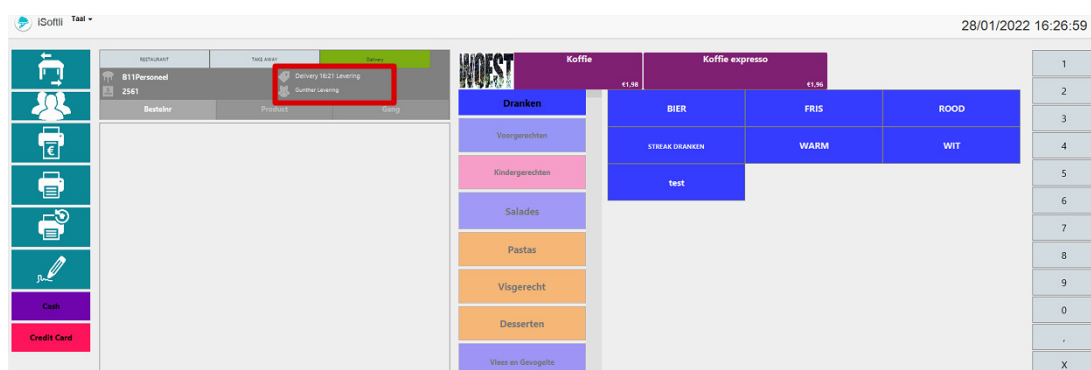 iSoftli Taal
28/01/2022 16:26:59
RESTAURANT TAKE AWAY Delivery
B11Personeel
2561
Delivery 16:21 Levering
Gunther Levering
Bestelnr Product Gang
Cash
Credit Card
WOEST
Koffie
€1,98
Koffie expresso
€1,96
Dranken
Voorgerechten
Kindergerechten
Salades
Pastas
Visgerecht
Desserten
Vlees en Gevogelte
BIER FRIS ROOD
STREAK DRANKEN WARM WIT
test
1
2
3
4
5
6
7
8
9
0
,
X